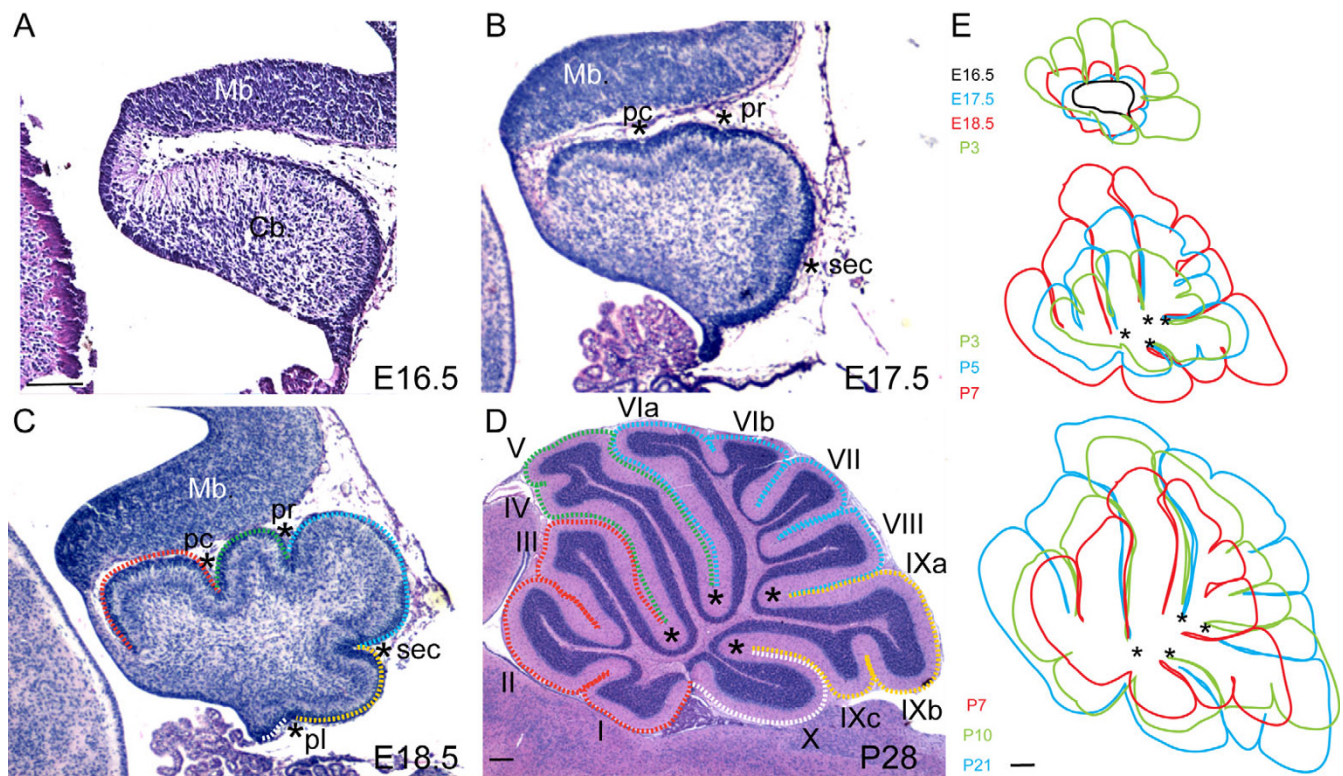 A
Mb
Cb
E16.5
B
Mb
pc
pr
sec
E17.5
C
Mb
pc
pr
sec
pl
E18.5
D
VIa
VIb
V
VII
IV
VIII
III
IXa
II
I
X
IXc
IXb
P28
E
E16.5
E17.5
E18.5
P3
P3
P5
P7
P7
P10
P21